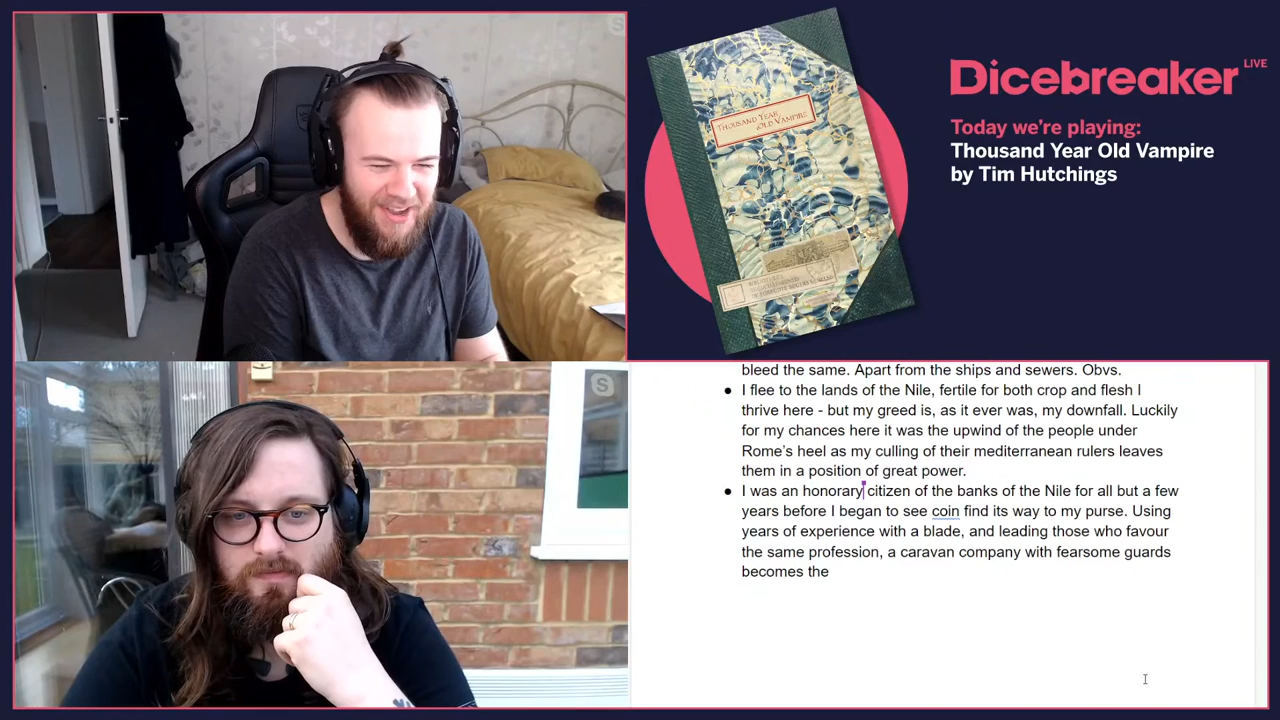 Dicebreaker LIVE
Today we're playing:
Thousand Year Old Vampire
by Tim Hutchings
THOUSAND YEAR
OLD VAMPIRE
bleed the same. Apart from the ships and sewers. Obvs.
● I flee to the lands of the Nile, fertile for both crop and flesh I
thrive here - but my greed is, as it ever was, my downfall. Luckily
for my chances here it was the upwind of the people under
Rome's heel as my culling of their mediterranean rulers leaves
them in a position of great power.
● I was an honorary citizen of the banks of the Nile for all but a few
years before I began to see coin find its way to my purse. Using
years of experience with a blade, and leading those who favour
the same profession, a caravan company with fearsome guards
becomes the